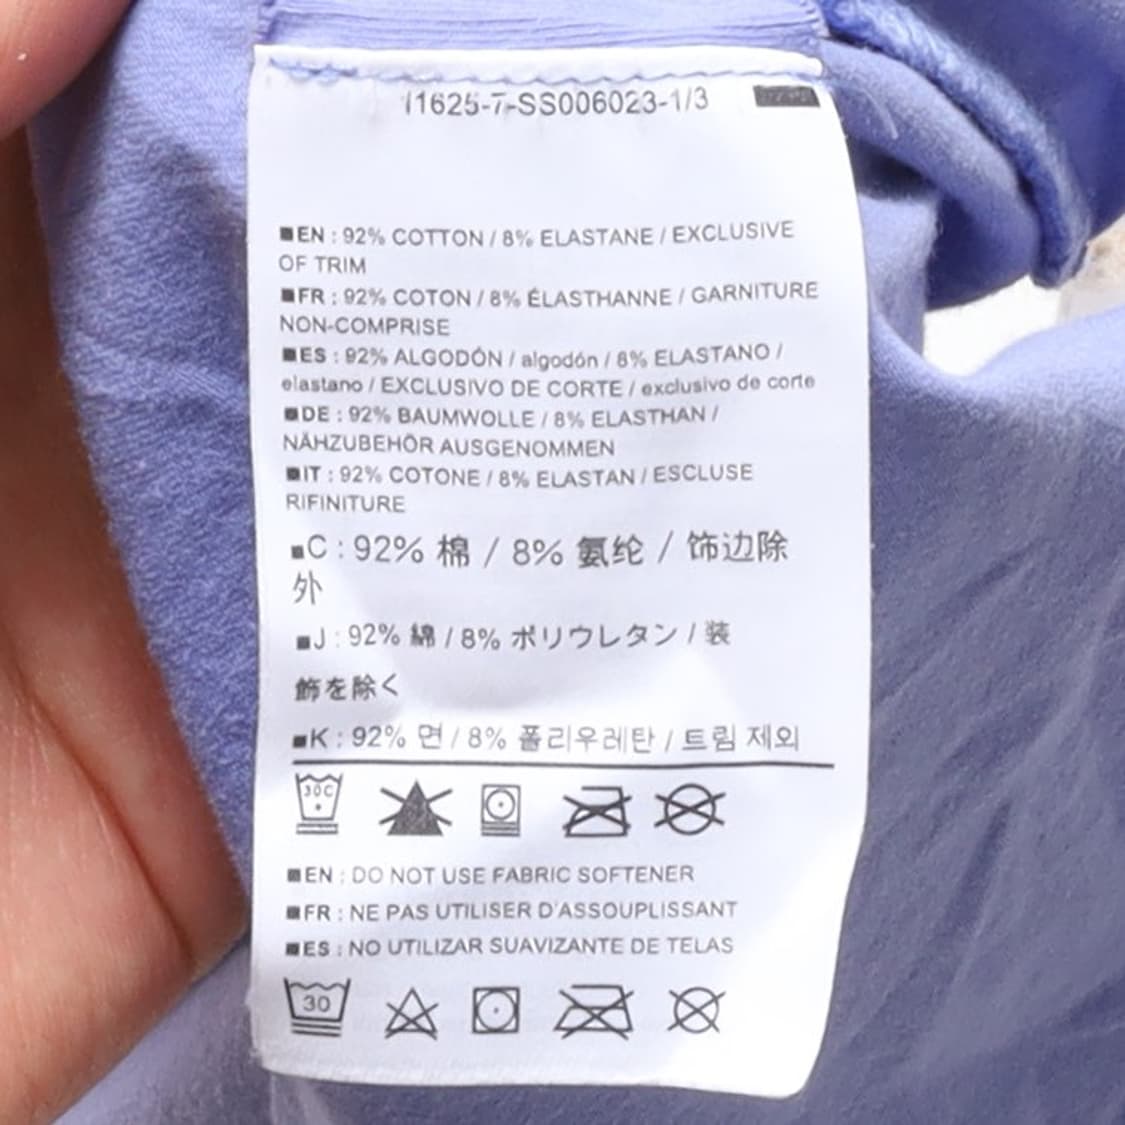 11625-7-SS006023-1/3
■EN : 92% COTTON / 8% ELASTANE / EXCLUSIVE
OF TRIM
■FR : 92% COTON / 8% ÉLASTHANNE / GARNITURE
NON-COMPRISE
■ES : 92% ALGODÓN / algodón / 8% ELASTANO /
elastano / EXCLUSIVO DE CORTE / exclusivo de corte
■DE : 92% BAUMWOLLE / 8% ELASTHAN /
NÄHZUBEHÖR AUSGENOMMEN
■IT : 92% COTONE / 8% ELASTAN / ESCLUSE
RIFINITURE
■C : 92% 棉 / 8% 氨纶 / 饰边除
外
■J : 92% 綿 / 8% ポリウレタン / 装
飾を除く
■K : 92% 면 / 8% 폴리우레탄 / 트림 제외
30C
■EN : DO NOT USE FABRIC SOFTENER
■FR : NE PAS UTILISER D'ASSOUPLISSANT
■ES : NO UTILIZAR SUAVIZANTE DE TELAS
30